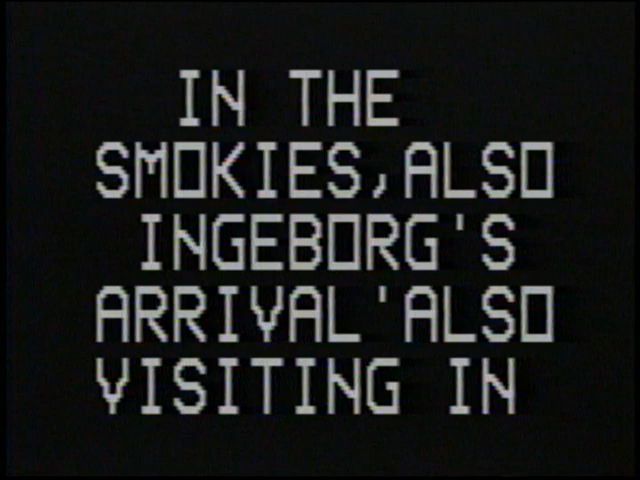 IN THE
SMOKIES,ALSO
INGEBORG'S
ARRIVAL'ALSO
VISITING IN